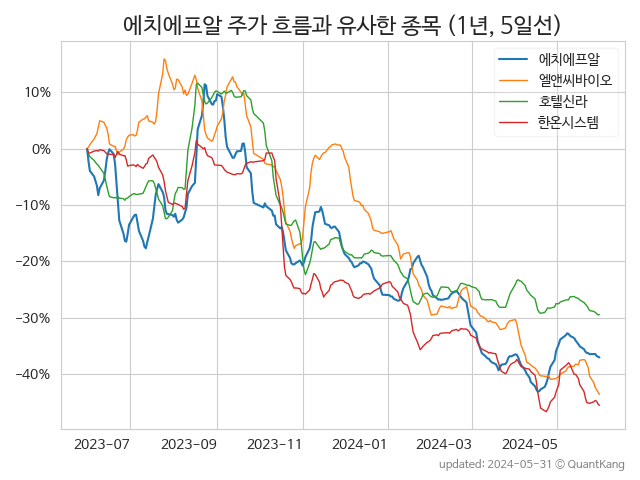 에치에프알 주가 흐름과 유사한 종목 (1년, 5일선)
에치에프알
엘앤씨바이오
호텔신라
한온시스템
10%
0%
−10%
−20%
−30%
−40%
2023-07
2023-09
2023-11
2024-01
2024-03
2024-05
updated: 2024-05-31 © QuantKang